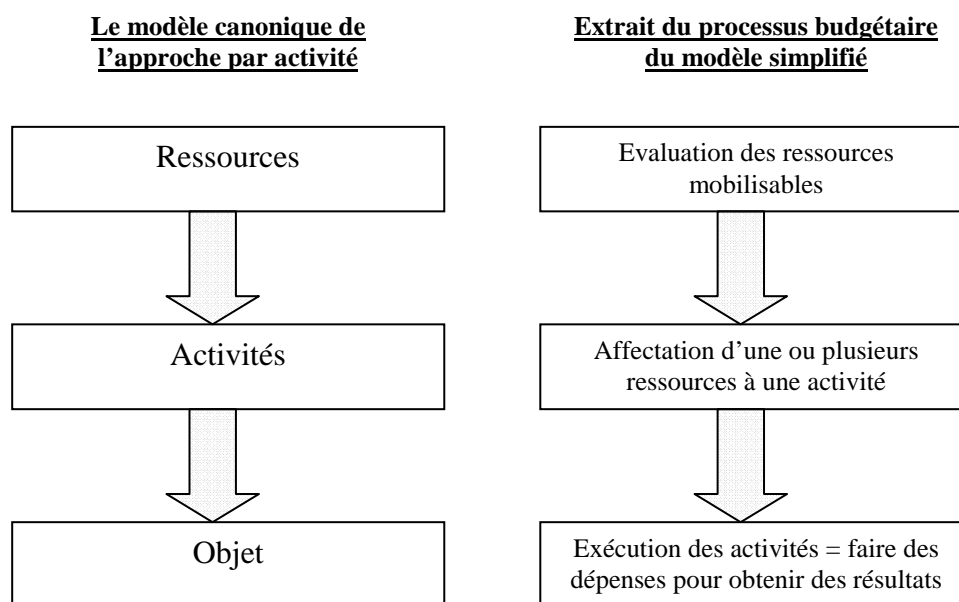 Le modèle canonique de
l’approche par activité
Extrait du processus budgétaire
du modèle simplifié
Ressources
Evaluation des ressources
mobilisables
Activités
Affectation d’une ou plusieurs
ressources à une activité
Objet
Exécution des activités = faire des
dépenses pour obtenir des résultats